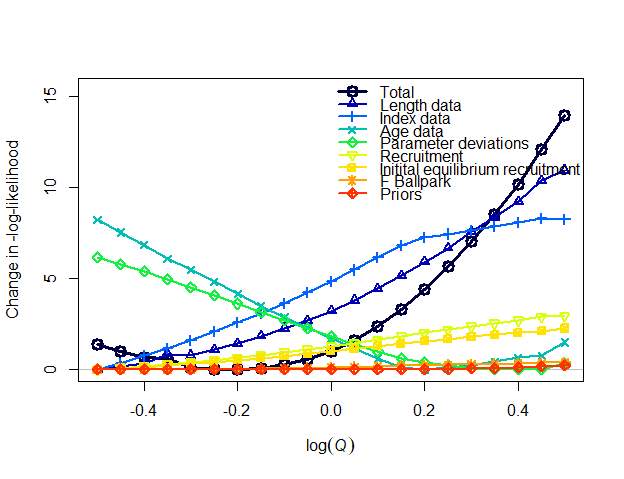 Total
Length data
Index data
Age data
Parameter deviations
Recruitment
Initital equilibrium recruitment
F Ballpark
Priors
Change in -log-likelihood
15
10
5
0
-0.4 -0.2 0.0 0.2 0.4
log(Q)